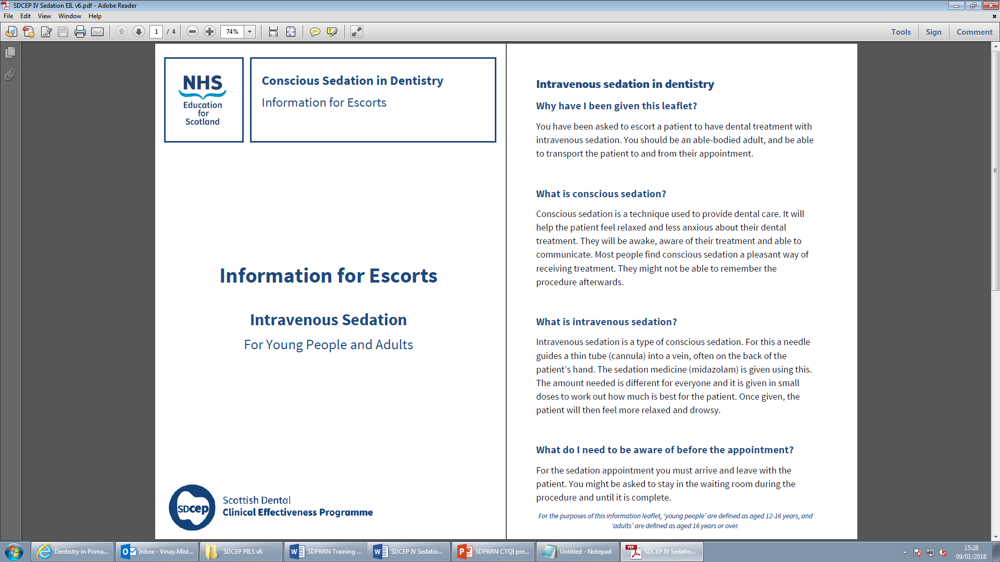 SDCEP IV Sedation EIL v6.pdf - Adobe Reader
File Edit View Window Help
1 / 4 74% Tools Sign Comment
NHS
Education
for
Scotland
Conscious Sedation in Dentistry
Information for Escorts
Information for Escorts
Intravenous Sedation
For Young People and Adults
SDcep
Scottish Dental
Clinical Effectiveness Programme
Intravenous sedation in dentistry
Why have I been given this leaflet?
You have been asked to escort a patient to have dental treatment with
intravenous sedation. You should be an able-bodied adult, and be able
to transport the patient to and from their appointment.
What is conscious sedation?
Conscious sedation is a technique used to provide dental care. It will
help the patient feel relaxed and less anxious about their dental
treatment. They will be awake, aware of their treatment and able to
communicate. Most people find conscious sedation a pleasant way of
receiving treatment. They might not be able to remember the
procedure afterwards.
What is intravenous sedation?
Intravenous sedation is a type of conscious sedation. For this a needle
guides a thin tube (cannula) into a vein, often on the back of the
patient’s hand. The sedation medicine (midazolam) is given using this.
The amount needed is different for everyone and it is given in small
doses to work out how much is best for the patient. Once given, the
patient will then feel more relaxed and drowsy.
What do I need to be aware of before the appointment?
For the sedation appointment you must arrive and leave with the
patient. You might be asked to stay in the waiting room during the
procedure and until it is complete.
For the purposes of this information leaflet, ‘young people’ are defined as aged 12-16 years, and
‘adults’ are defined as aged 16 years or over.
Dentistry in Prima... Inbox - Vinay.Mist... SDCEP PILS v6 SDPBRN Training ... SDCEP IV Sedatio... SDPBRN CTQI pre... Untitled - Notepad SDCEP IV Sedatio...
15:28
09/01/2018